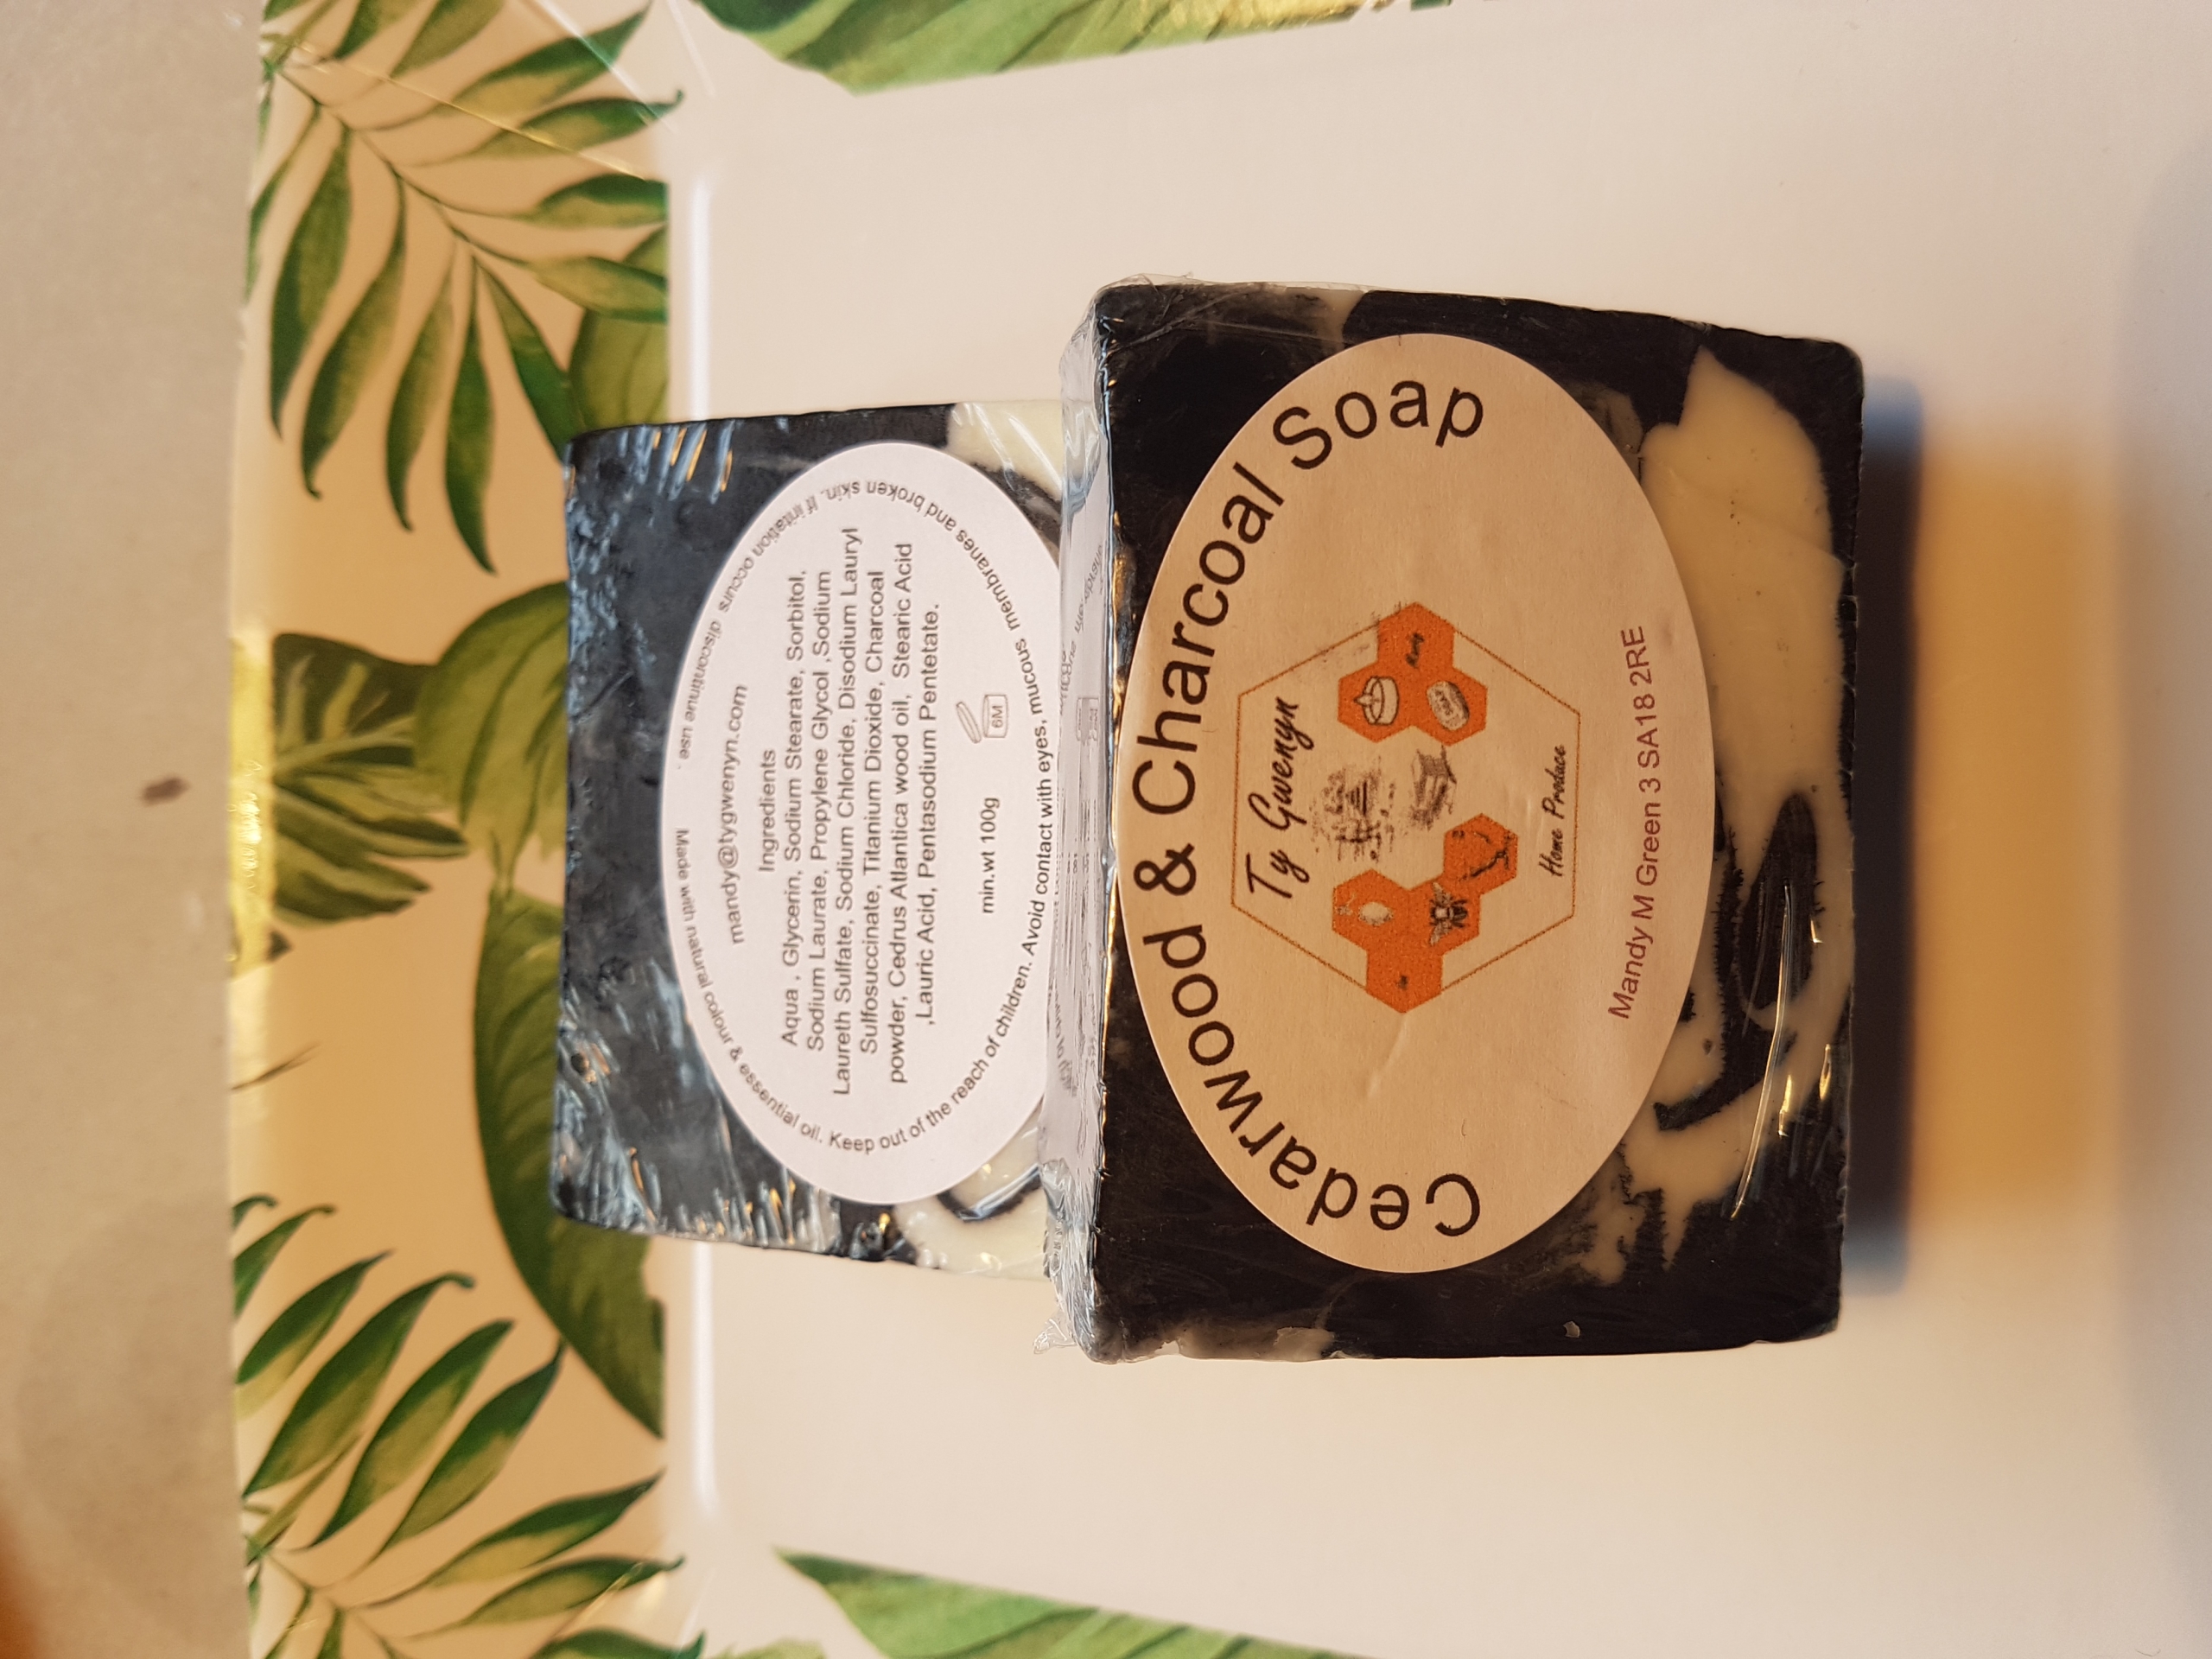 mandy@tygwenyn.com
Ingredients
Aqua , Glycerin, Sodium Stearate, Sorbitol,
Sodium Laurate, Propylene Glycol ,Sodium
Laureth Sulfate, Sodium Chloride, Disodium Lauryl
Sulfosuccinate, Titanium Dioxide, Charcoal
powder, Cedrus Atlantica wood oil, Stearic Acid
,Lauric Acid, Pentasodium Pentetate.
min.wt 100g
6M
Made with natural colour & essential oil. Keep out of the reach of children. Avoid contact with eyes, mucous membranes and broken skin. If irritation occurs discontinue use .
Cedarwood & Charcoal Soap
Ty Gwenyn
Home Produce
Mandy M Green 3 SA18 2RE